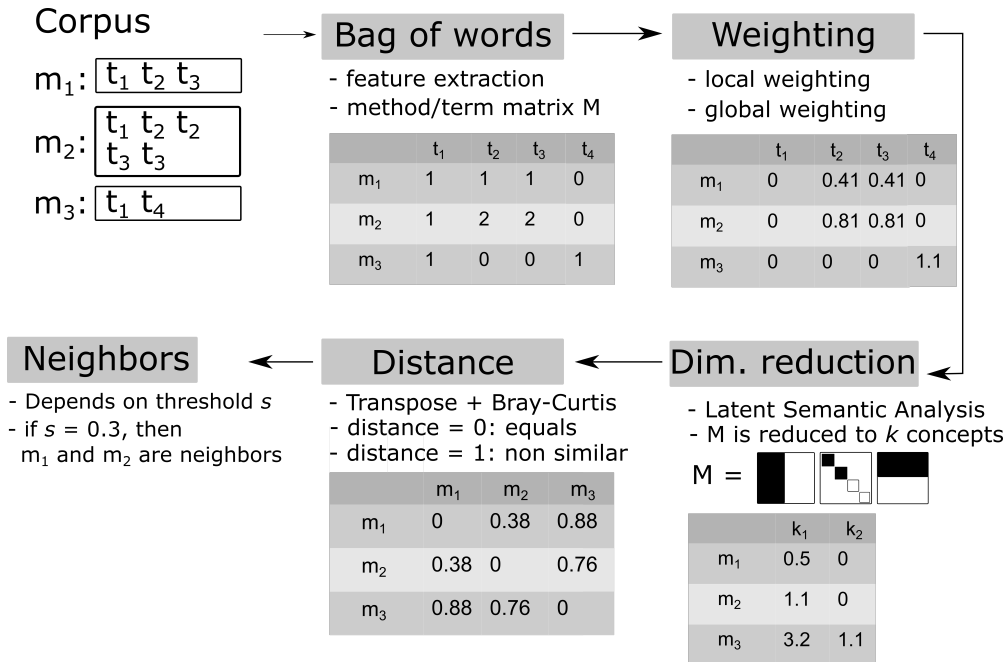 Corpus
m₁: t₁ t₂ t₃
m₂: t₁ t₂ t₂
t₃ t₃
m₃: t₁ t₄
Bag of words
- feature extraction
- method/term matrix M
t₁ t₂ t₃ t₄
m₁ 1 1 1 0
m₂ 1 2 2 0
m₃ 1 0 0 1
Weighting
- local weighting
- global weighting
t₁ t₂ t₃ t₄
m₁ 0 0.41 0.41 0
m₂ 0 0.81 0.81 0
m₃ 0 0 0 1.1
Dim. reduction
- Latent Semantic Analysis
- M is reduced to k concepts
M =
k₁ k₂
m₁ 0.5 0
m₂ 1.1 0
m₃ 3.2 1.1
Distance
- Transpose + Bray-Curtis
- distance = 0: equals
- distance = 1: non similar
m₁ m₂ m₃
m₁ 0 0.38 0.88
m₂ 0.38 0 0.76
m₃ 0.88 0.76 0
Neighbors
- Depends on threshold s
- if s = 0.3, then
m₁ and m₂ are neighbors